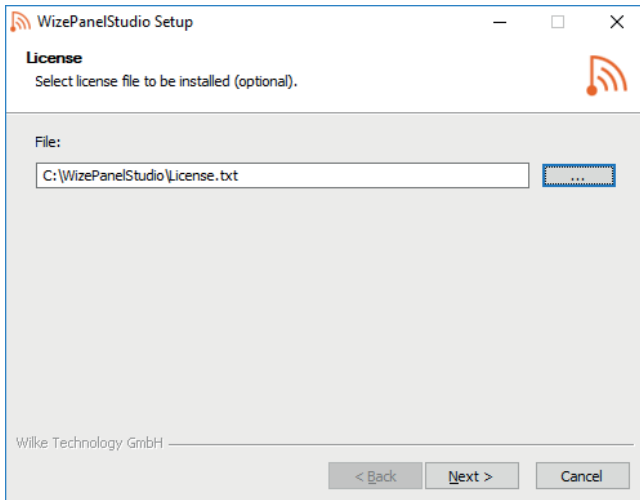 WizePanelStudio Setup
License
Select license file to be installed (optional).
File:
C:\WizePanelStudio\License.txt
...
Wilke Technology GmbH
< Back
Next >
Cancel